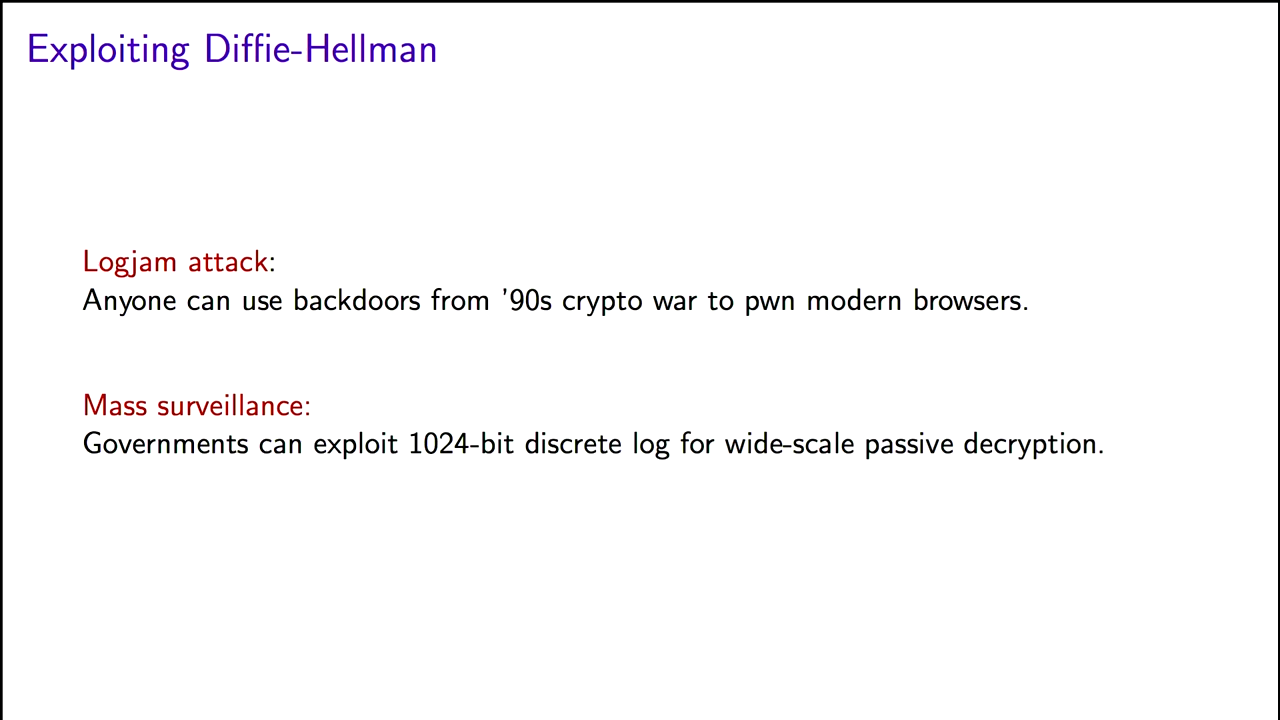 Exploiting Diffie-Hellman
Logjam attack:
Anyone can use backdoors from '90s crypto war to pwn modern browsers.
Mass surveillance:
Governments can exploit 1024-bit discrete log for wide-scale passive decryption.